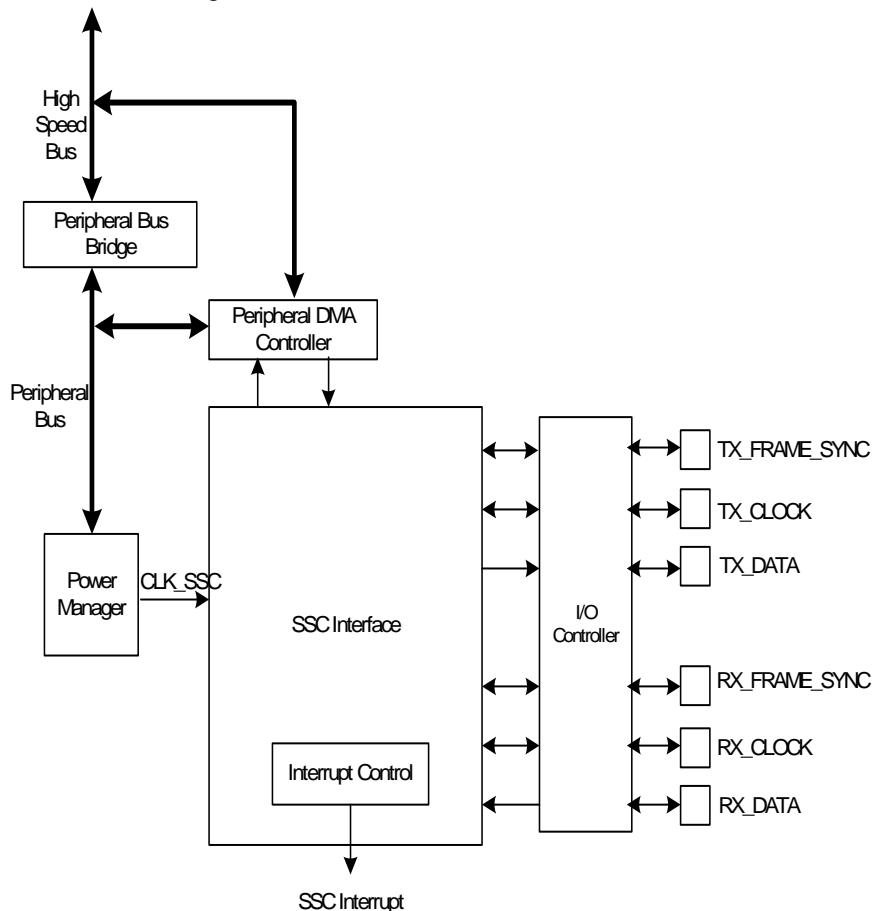 High
Speed
Bus
Peripheral Bus
Bridge
Peripheral DMA
Controller
Peripheral
Bus
TX_FRAME_SYNC
TX_CLOCK
TX_DATA
Power
Manager
CLK_SSC
SSC Interface
I/O
Controller
RX_FRAME_SYNC
RX_CLOCK
RX_DATA
Interrupt Control
SSC Interrupt